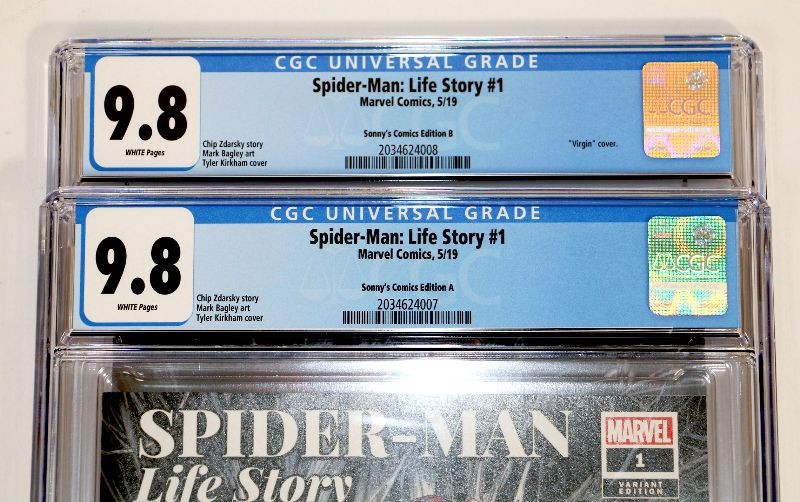 CGC UNIVERSAL GRADE
9.8
WHITE Pages
Spider-Man: Life Story #1
Marvel Comics, 5/19
Sonny's Comics Edition B
Chip Zdarsky story
Mark Bagley art
Tyler Kirkham cover
2034624008
"Virgin" cover.
CGC
CGC UNIVERSAL GRADE
9.8
WHITE Pages
Spider-Man: Life Story #1
Marvel Comics, 5/19
Sonny's Comics Edition A
Chip Zdarsky story
Mark Bagley art
Tyler Kirkham cover
2034624007
CGC
SPIDER-MAN
Life Story
MARVEL
1
VARIANT
EDITION